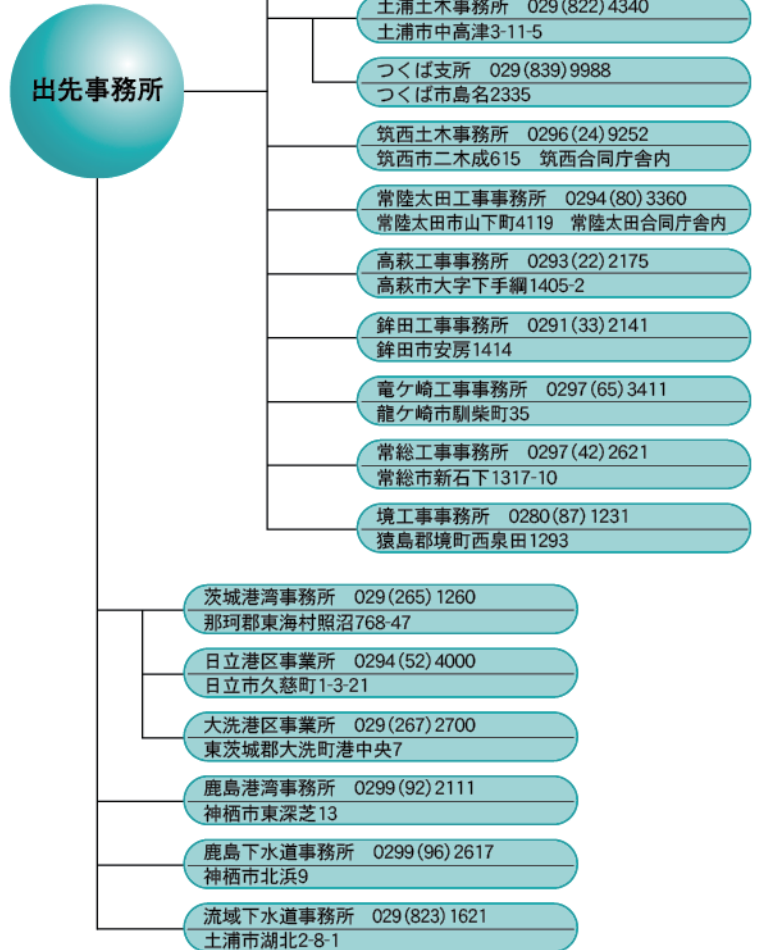 土浦土木事務所　029(822)4340
土浦市中高津3-11-5
出先事務所
つくば支所　029(839)9988
つくば市島名2335
筑西土木事務所　0296(24)9252
筑西市二木成615　筑西合同庁舎内
常陸太田工事事務所　0294(80)3360
常陸太田市山下町4119　常陸太田合同庁舎内
高萩工事事務所　0293(22)2175
高萩市大字下手綱1405-2
鉾田工事事務所　0291(33)2141
鉾田市安房1414
竜ケ崎工事事務所　0297(65)3411
龍ケ崎市馴柴町35
常総工事事務所　0297(42)2621
常総市新石下1317-10
境工事事務所　0280(87)1231
猿島郡境町西泉田1293
茨城港湾事務所　029(265)1260
那珂郡東海村照沼768-47
日立港区事業所　0294(52)4000
日立市久慈町1-3-21
大洗港区事業所　029(267)2700
東茨城郡大洗町港中央7
鹿島港湾事務所　0299(92)2111
神栖市東深芝13
鹿島下水道事務所　0299(96)2617
神栖市北浜9
流域下水道事務所　029(823)1621
土浦市湖北2-8-1